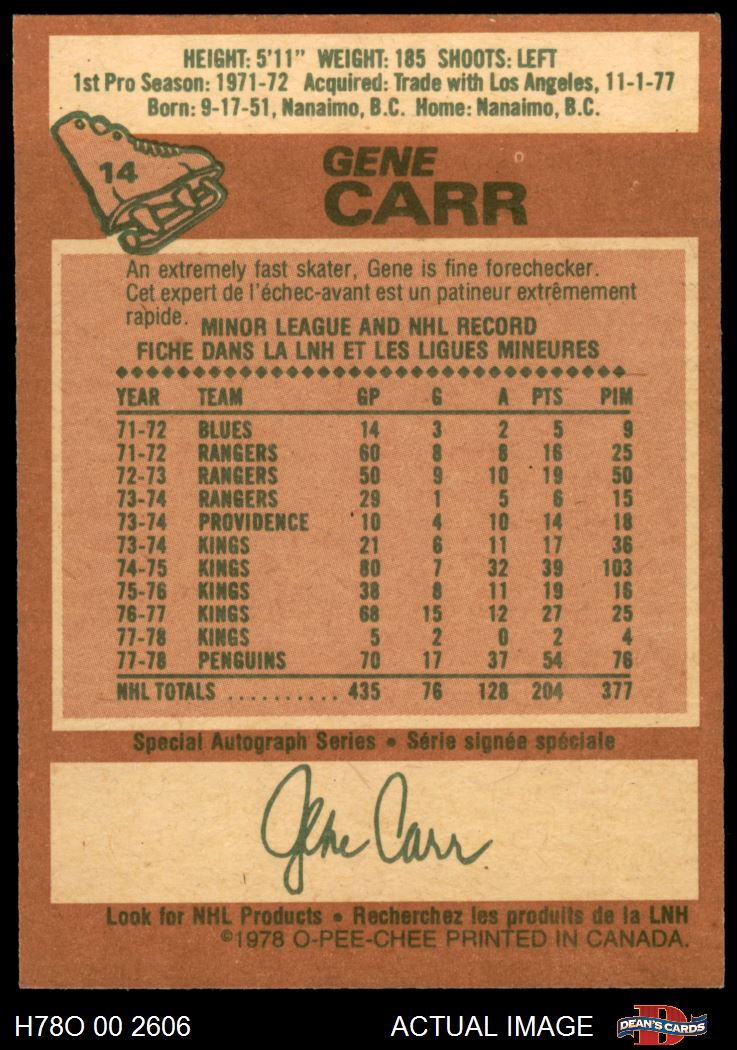 HEIGHT: 5'11" WEIGHT: 185 SHOOTS: LEFT
1st Pro Season: 1971-72 Acquired: Trade with Los Angeles, 11-1-77
Born: 9-17-51, Nanaimo, B.C. Home: Nanaimo, B.C.
14
GENE
CARR
An extremely fast skater, Gene is fine forechecker.
Cet expert de l'échec-avant est un patineur extrêmement
rapide.
MINOR LEAGUE AND NHL RECORD
FICHE DANS LA LNH ET LES LIGUES MINEURES
YEAR TEAM GP G A PTS PIM
71-72 BLUES 14 3 2 5 9
71-72 RANGERS 60 8 8 16 25
72-73 RANGERS 50 9 10 19 50
73-74 RANGERS 29 1 5 6 15
73-74 PROVIDENCE 10 4 10 14 18
73-74 KINGS 21 6 11 17 36
74-75 KINGS 80 7 32 39 103
75-76 KINGS 38 8 11 19 16
76-77 KINGS 68 15 12 27 25
77-78 KINGS 5 2 0 2 4
77-78 PENGUINS 70 17 37 54 76
NHL TOTALS .......... 435 76 128 204 377
Special Autograph Series • Série signée spéciale
Gene Carr
Look for NHL Products • Recherchez les produits de la LNH
©1978 O-PEE-CHEE PRINTED IN CANADA.
H78O 00 2606 ACTUAL IMAGE D DEAN'S CARDS